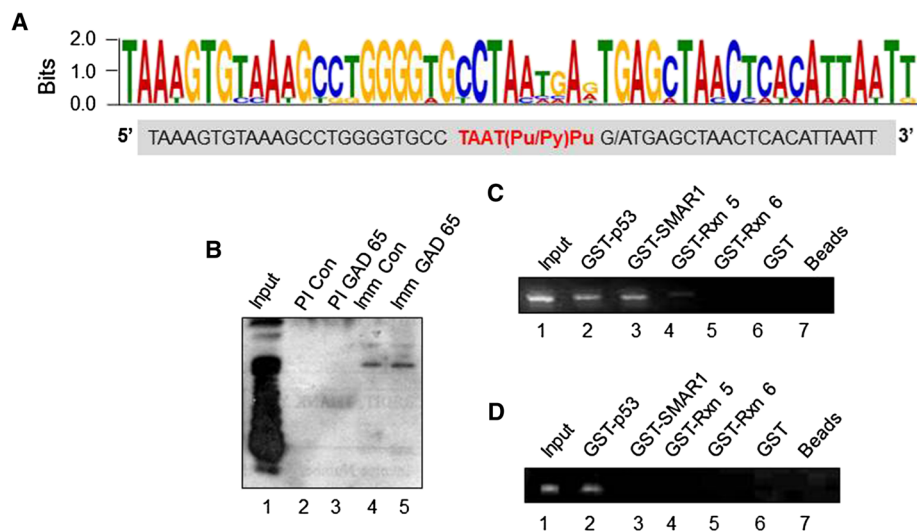 A
Bits
2.0
1.0
0.0
TAAAGTGTAAAGCCTGGGGTGCCTAATGAGTGAGCTAACTCACATTAATT
5' TAAAGTGTAAAGCCTGGGGTGCC TAAT(Pu/Py)Pu G/ATGAGCTAACTCACATTAATT 3'
B
Input
PI Con
PI GAD 65
Imm Con
Imm GAD 65
1 2 3 4 5
C
Input
GST-p53
GST-SMAR1
GST-Rxn 5
GST-Rxn 6
GST
Beads
1 2 3 4 5 6 7
D
Input
GST-p53
GST-SMAR1
GST-Rxn 5
GST-Rxn 6
GST
Beads
1 2 3 4 5 6 7